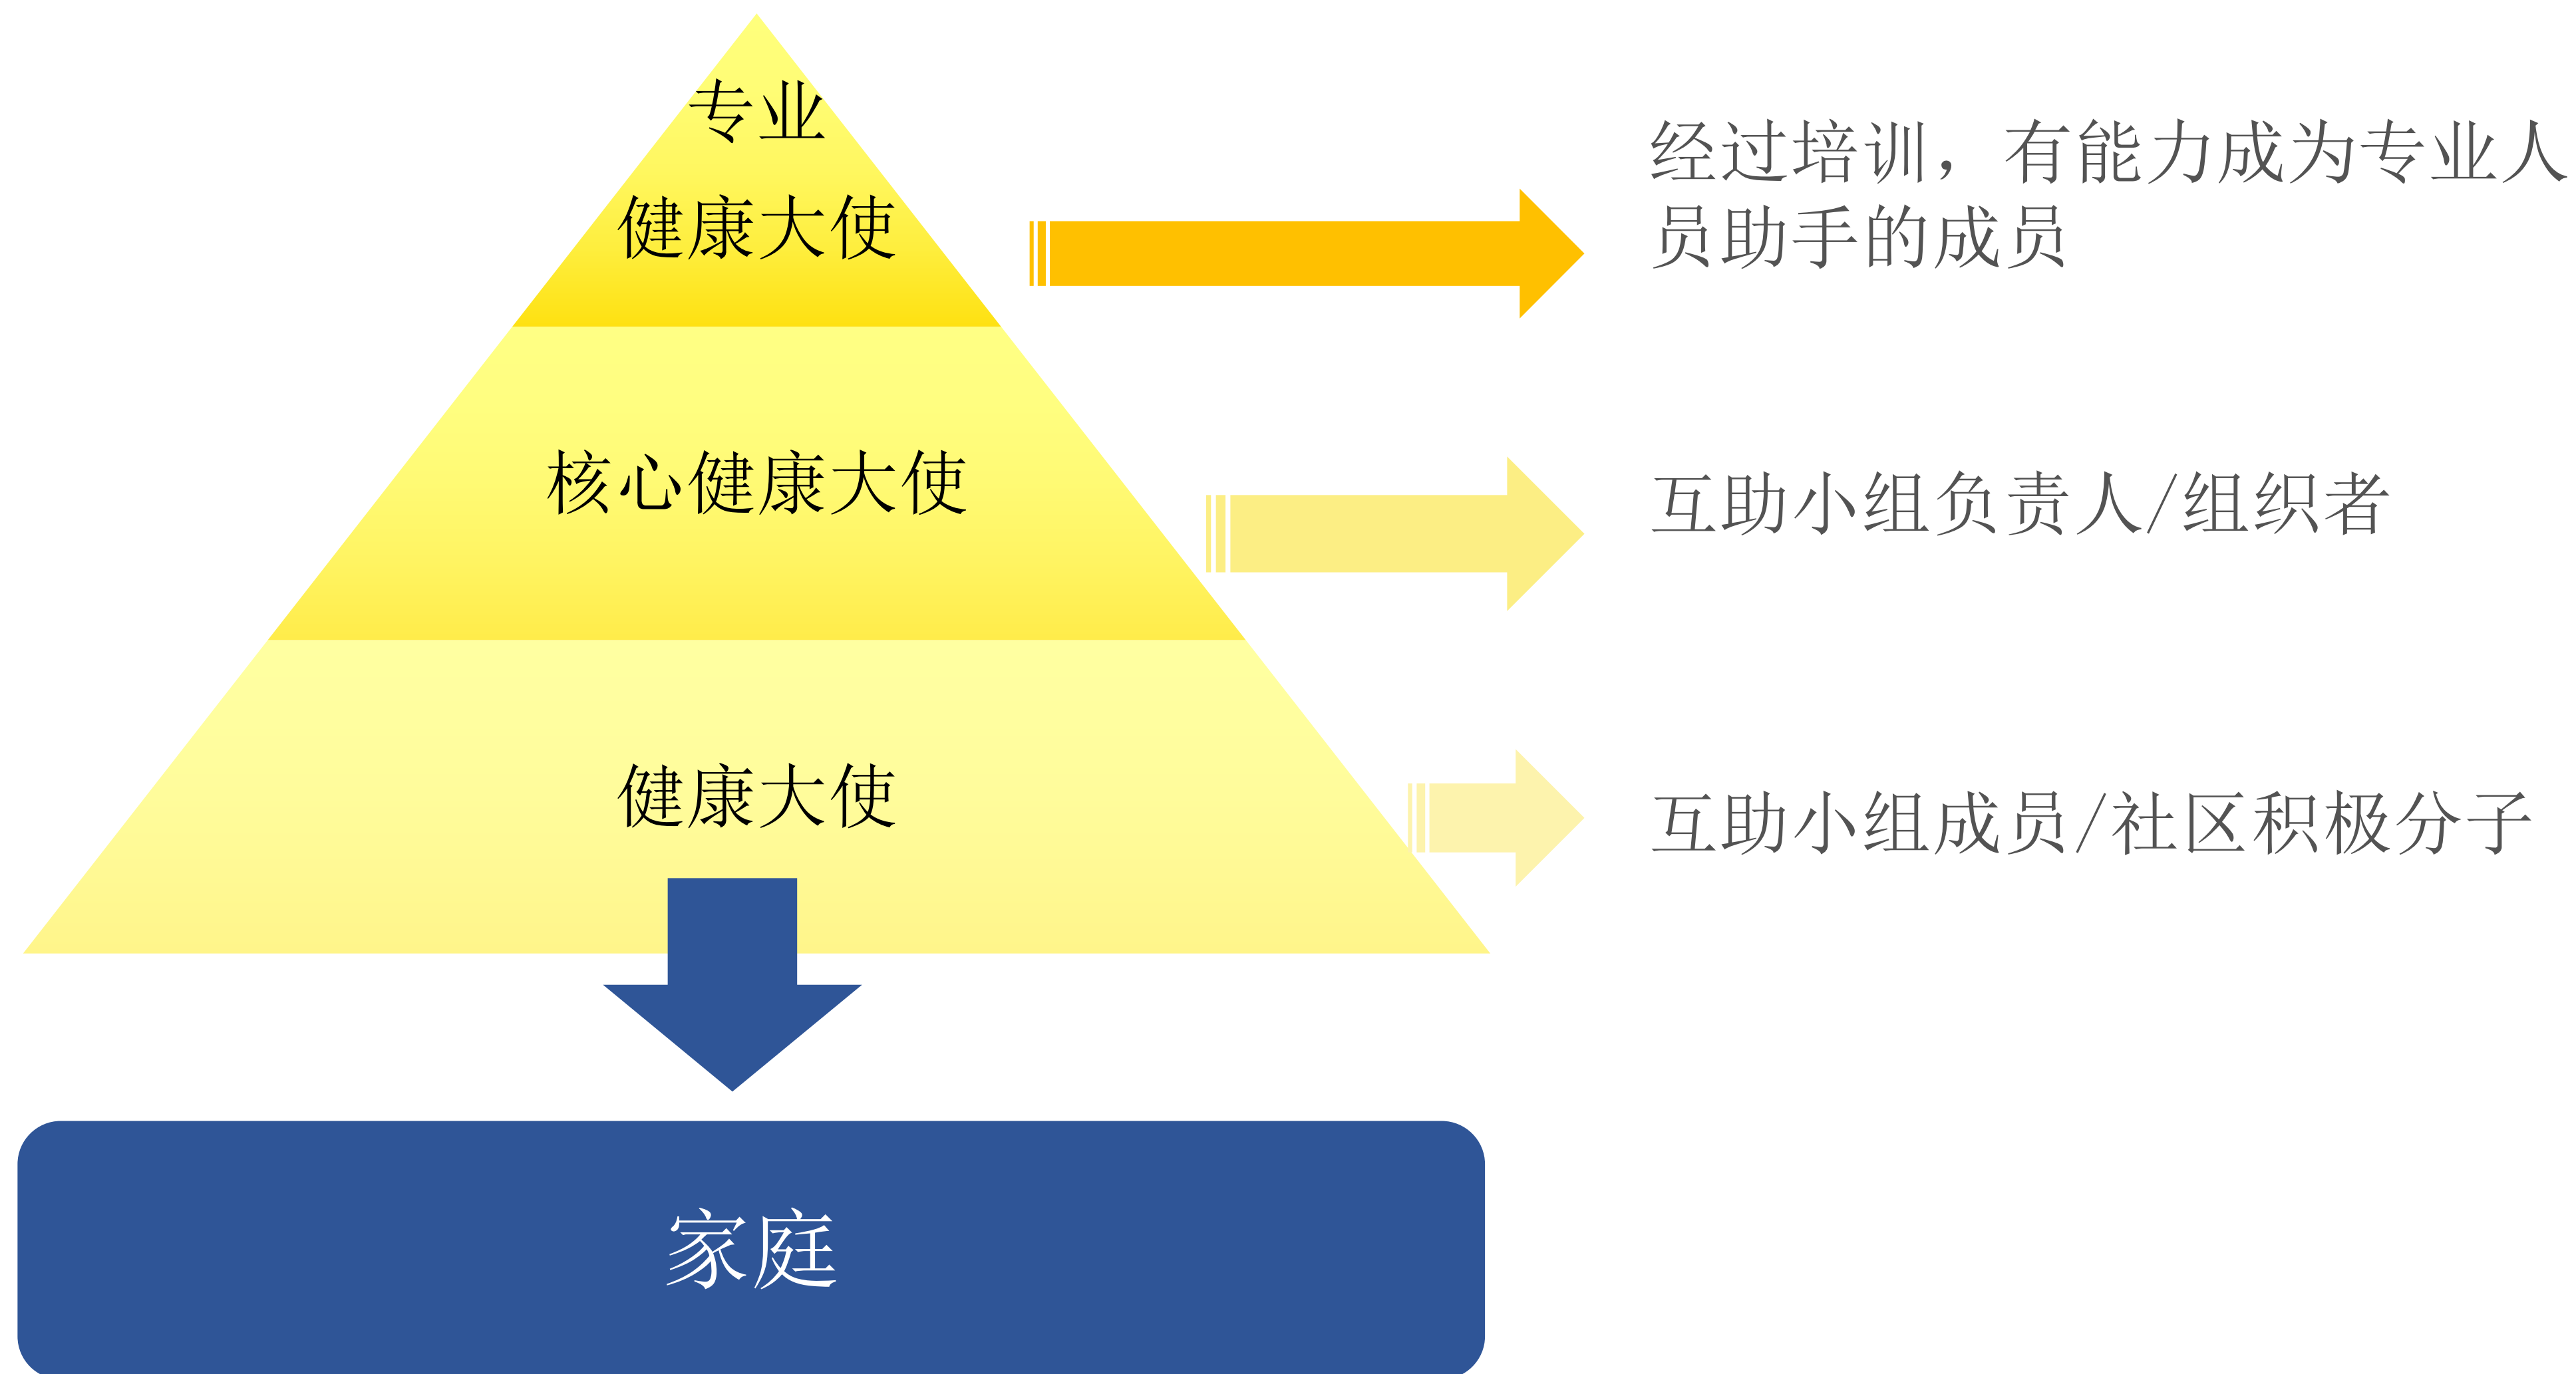 专业
健康大使
经过培训，有能力成为专业人
员助手的成员
核心健康大使
互助小组负责人/组织者
健康大使
互助小组成员/社区积极分子
家庭